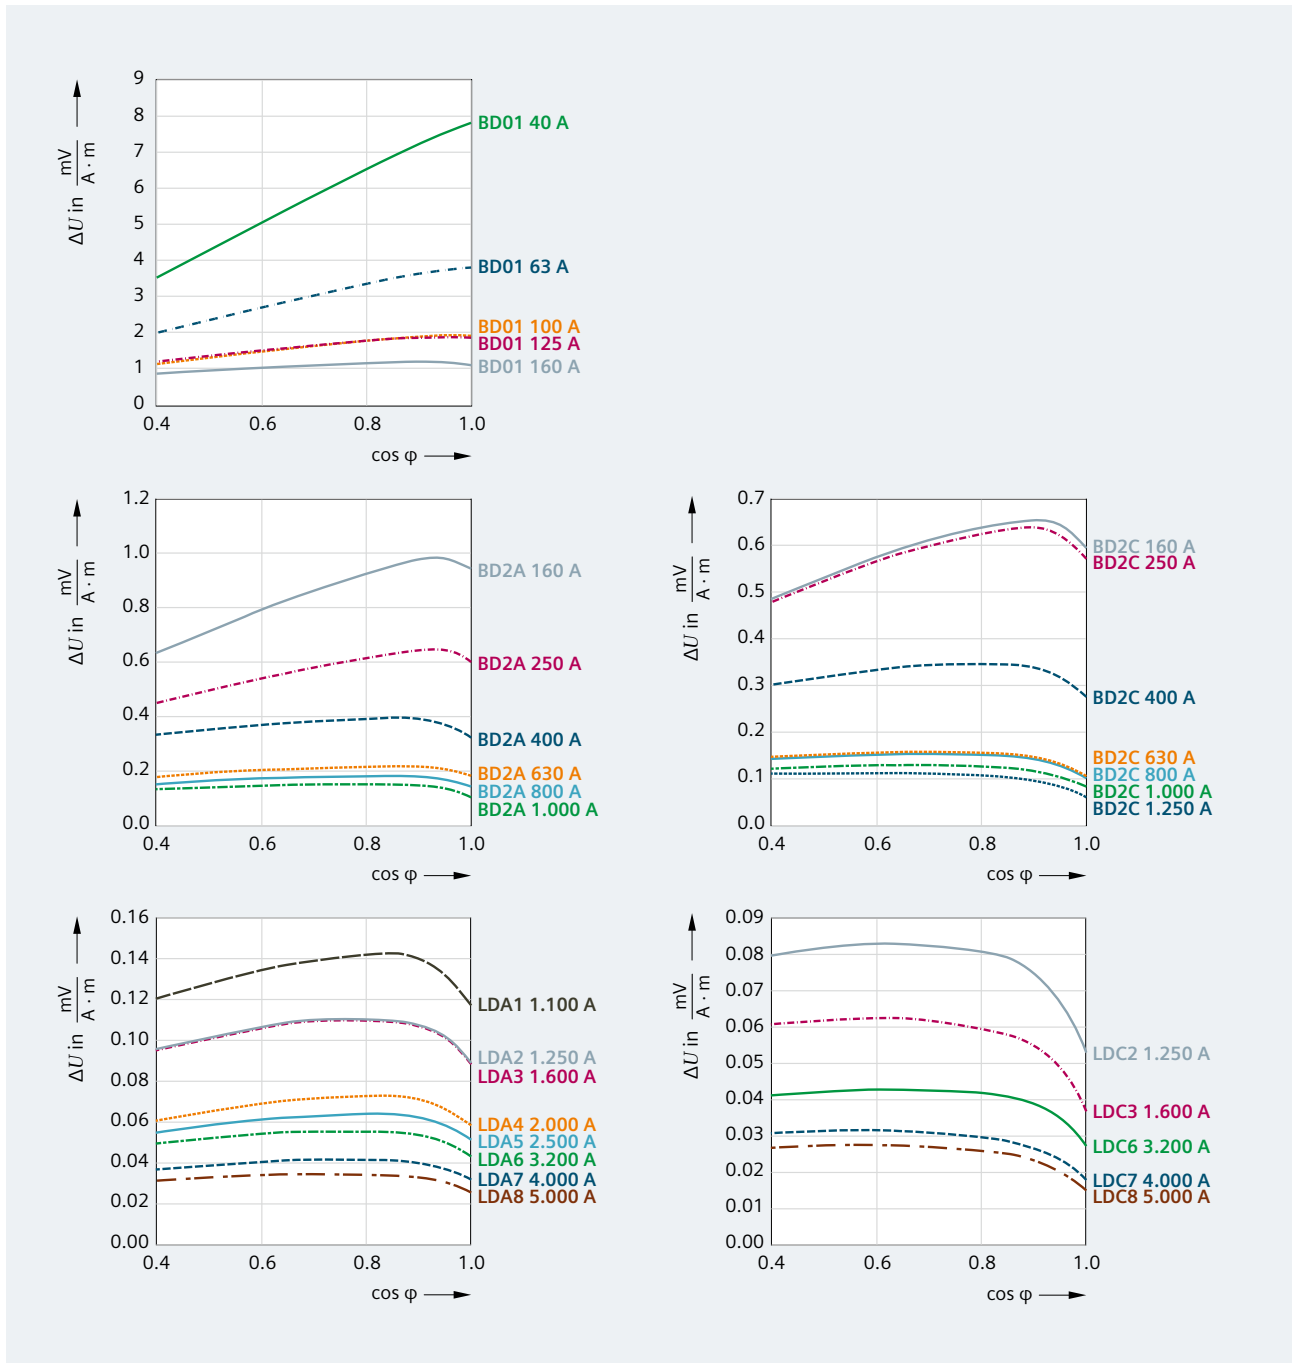 9
8
7
6
5
4
3
2
1
0
ΔU in mV
A · m
0.4 0.6 0.8 1.0
cos φ
BD01 40 A
BD01 63 A
BD01 100 A
BD01 125 A
BD01 160 A
1.2
1.0
0.8
0.6
0.4
0.2
0.0
ΔU in mV
A · m
0.4 0.6 0.8 1.0
cos φ
BD2A 160 A
BD2A 250 A
BD2A 400 A
BD2A 630 A
BD2A 800 A
BD2A 1.000 A
0.7
0.6
0.5
0.4
0.3
0.2
0.1
0.0
ΔU in mV
A · m
0.4 0.6 0.8 1.0
cos φ
BD2C 160 A
BD2C 250 A
BD2C 400 A
BD2C 630 A
BD2C 800 A
BD2C 1.000 A
BD2C 1.250 A
0.16
0.14
0.12
0.10
0.08
0.06
0.04
0.02
0.00
ΔU in mV
A · m
0.4 0.6 0.8 1.0
cos φ
LDA1 1.100 A
LDA2 1.250 A
LDA3 1.600 A
LDA4 2.000 A
LDA5 2.500 A
LDA6 3.200 A
LDA7 4.000 A
LDA8 5.000 A
0.09
0.08
0.07
0.06
0.05
0.04
0.03
0.02
0.01
0.00
ΔU in mV
A · m
0.4 0.6 0.8 1.0
cos φ
LDC2 1.250 A
LDC3 1.600 A
LDC6 3.200 A
LDC7 4.000 A
LDC8 5.000 A